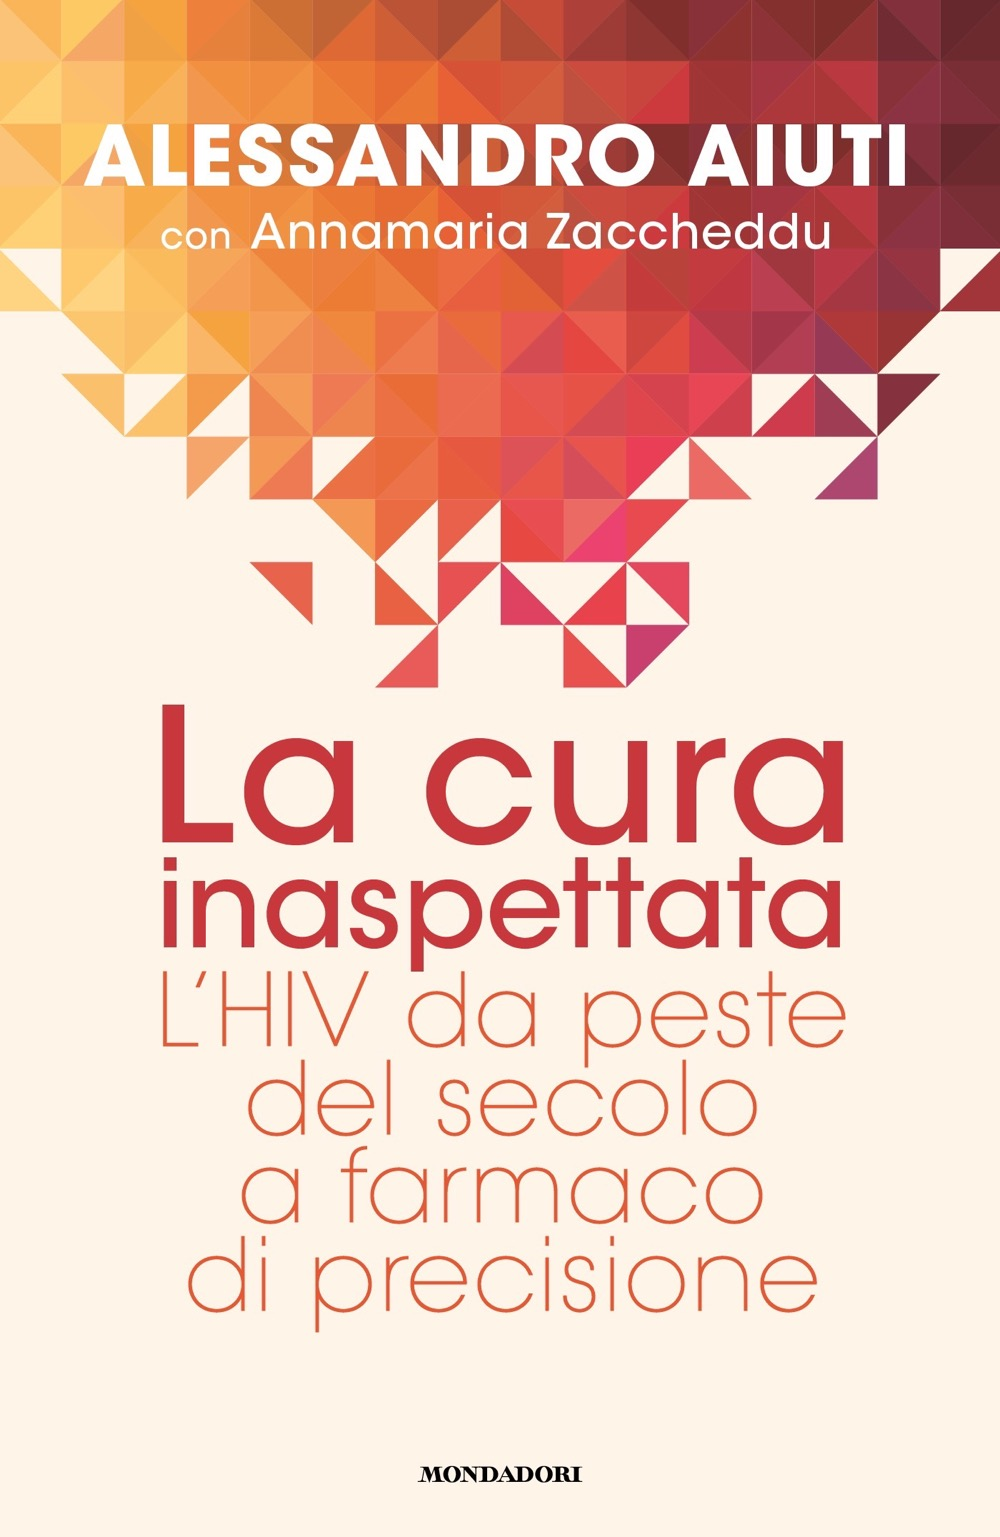 ALESSANDRO AIUTI
con Annamaria Zaccheddu
La cura
inaspettata
L'HIV da peste
del secolo
a farmaco
di precisione
MONDADORI